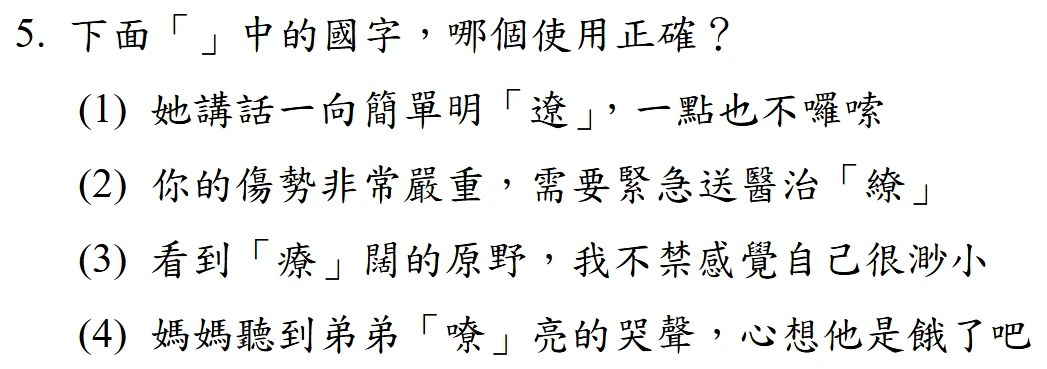 5. 下面「」中的國字，哪個使用正確？
(1) 她講話一向簡單明「遼」，一點也不囉嗦
(2) 你的傷勢非常嚴重，需要緊急送醫治「繚」
(3) 看到「療」闊的原野，我不禁感覺自己很渺小
(4) 媽媽聽到弟弟「嘹」亮的哭聲，心想他是餓了吧